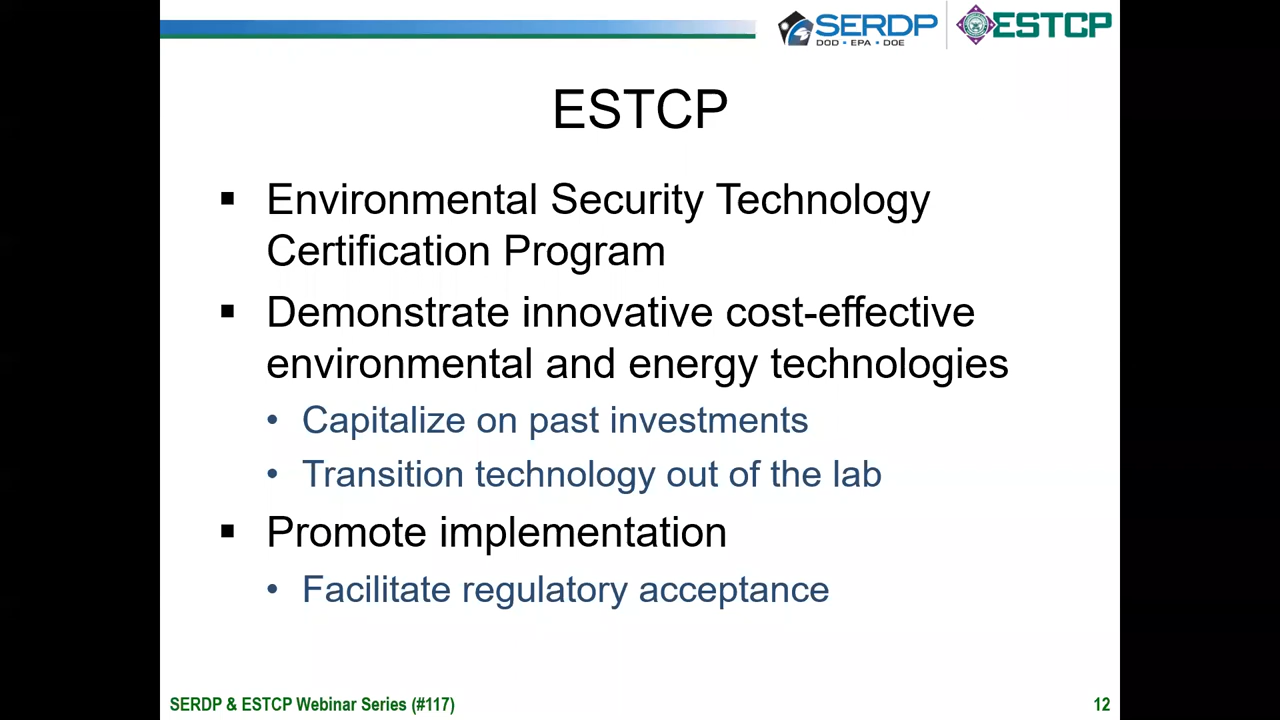 SERDP
DOD • EPA • DOE
ESTCP
ESTCP
▪ Environmental Security Technology
Certification Program
▪ Demonstrate innovative cost-effective
environmental and energy technologies
• Capitalize on past investments
• Transition technology out of the lab
▪ Promote implementation
• Facilitate regulatory acceptance
SERDP & ESTCP Webinar Series (#117)
12